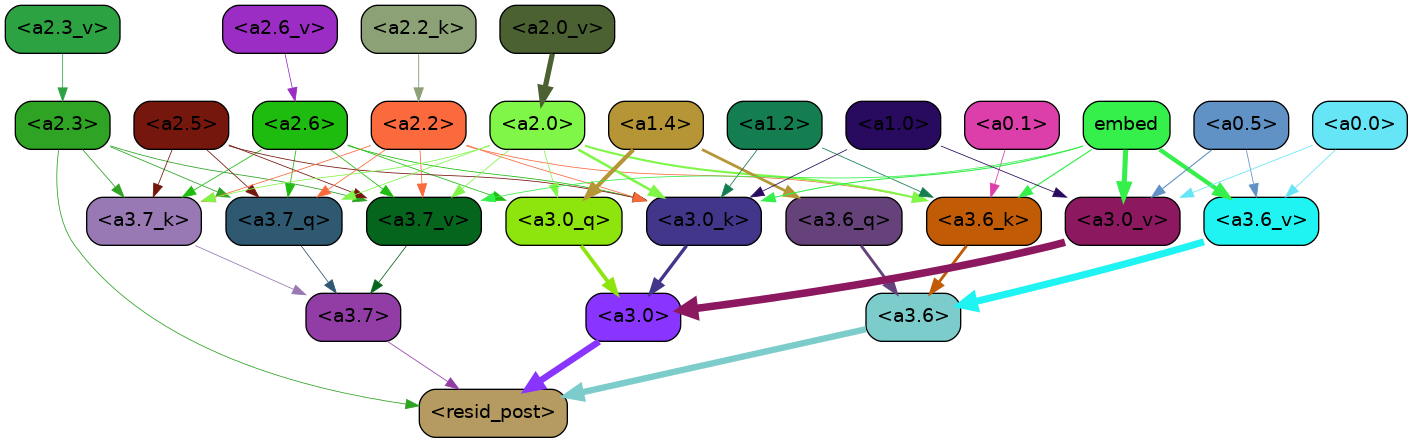 <a2.3_v> <a2.6_v> <a2.2_k> <a2.0_v>
<a2.3> <a2.5> <a2.6> <a2.2> <a2.0> <a1.4> <a1.2> <a1.0> <a0.1> embed <a0.5> <a0.0>
<a3.7_k> <a3.7_q> <a3.7_v> <a3.0_q> <a3.0_k> <a3.6_q> <a3.6_k> <a3.0_v> <a3.6_v>
<a3.7> <a3.0> <a3.6>
<resid_post>